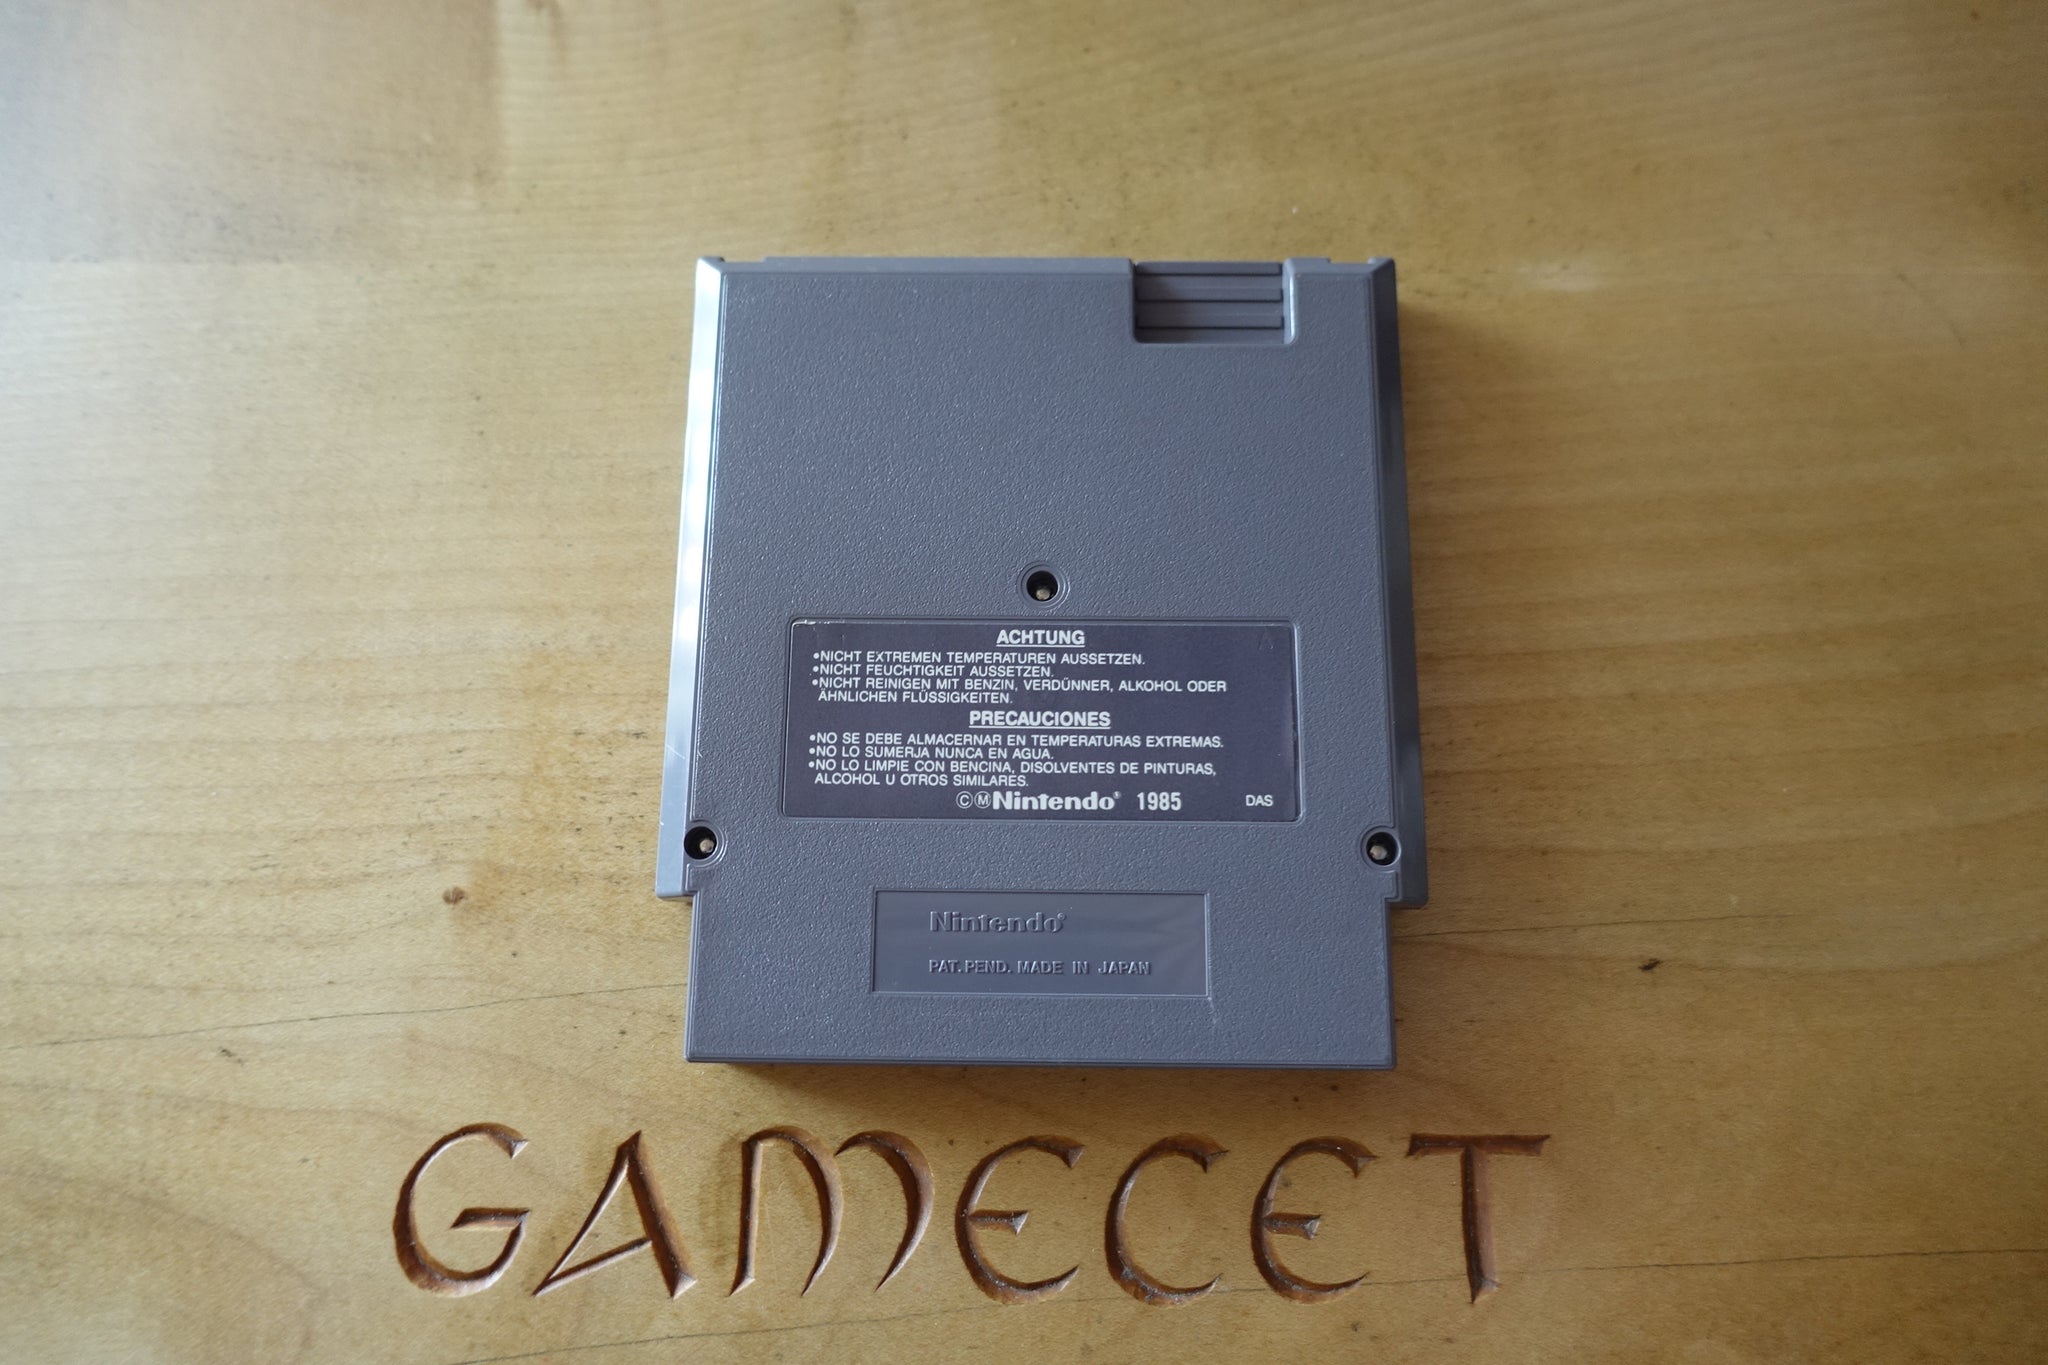 ACHTUNG
•NICHT EXTREMEN TEMPERATUREN AUSSETZEN.
•NICHT FEUCHTIGKEIT AUSSETZEN.
•NICHT REINIGEN MIT BENZIN, VERDÜNNER, ALKOHOL ODER
ÄHNLICHEN FLÜSSIGKEITEN.
PRECAUCIONES
•NO SE DEBE ALMACERNAR EN TEMPERATURAS EXTREMAS.
•NO LO SUMERJA NUNCA EN AGUA.
•NO LO LIMPIE CON BENCINA, DISOLVENTES DE PINTURAS,
ALCOHOL U OTROS SIMILARES.
©ⓂNintendo® 1985 DAS
Nintendo®
PAT. PEND. MADE IN JAPAN
GAMECET